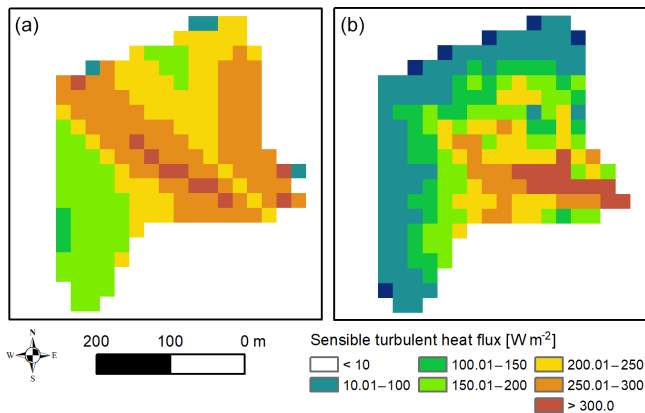 (a)
(b)
N
W E
S
200 100 0 m
Sensible turbulent heat flux [W m-2]
< 10 100.01–150 200.01–250
10.01–100 150.01–200 250.01–300
> 300.0